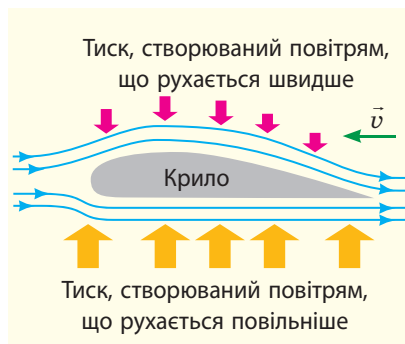 Тиск, створюваний повітрям,
що рухається швидше
v
Крило
Тиск, створюваний повітрям,
що рухається повільніше